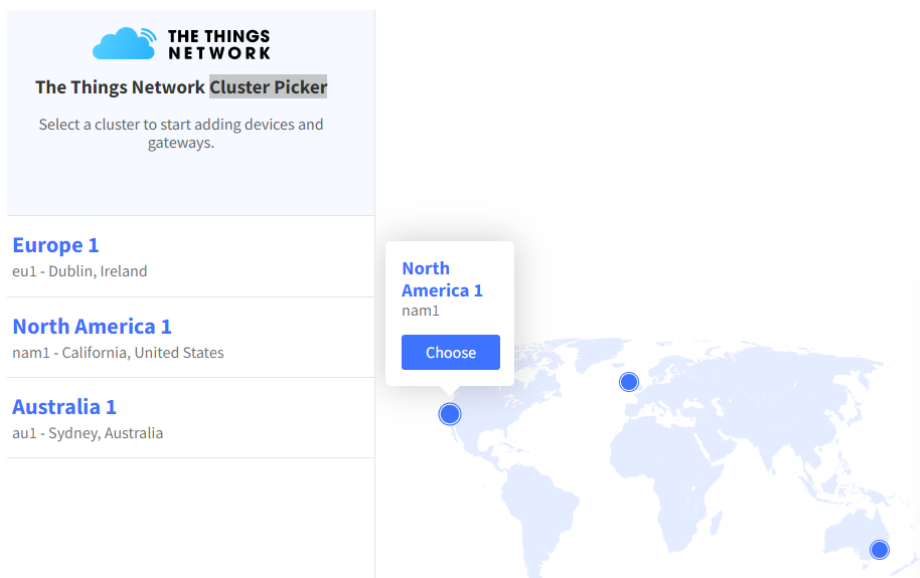 THE THINGS
NETWORK
The Things Network Cluster Picker
Select a cluster to start adding devices and
gateways.
Europe 1
eu1 - Dublin, Ireland
North America 1
nam1 - California, United States
Australia 1
au1 - Sydney, Australia
North
America 1
nam1
Choose